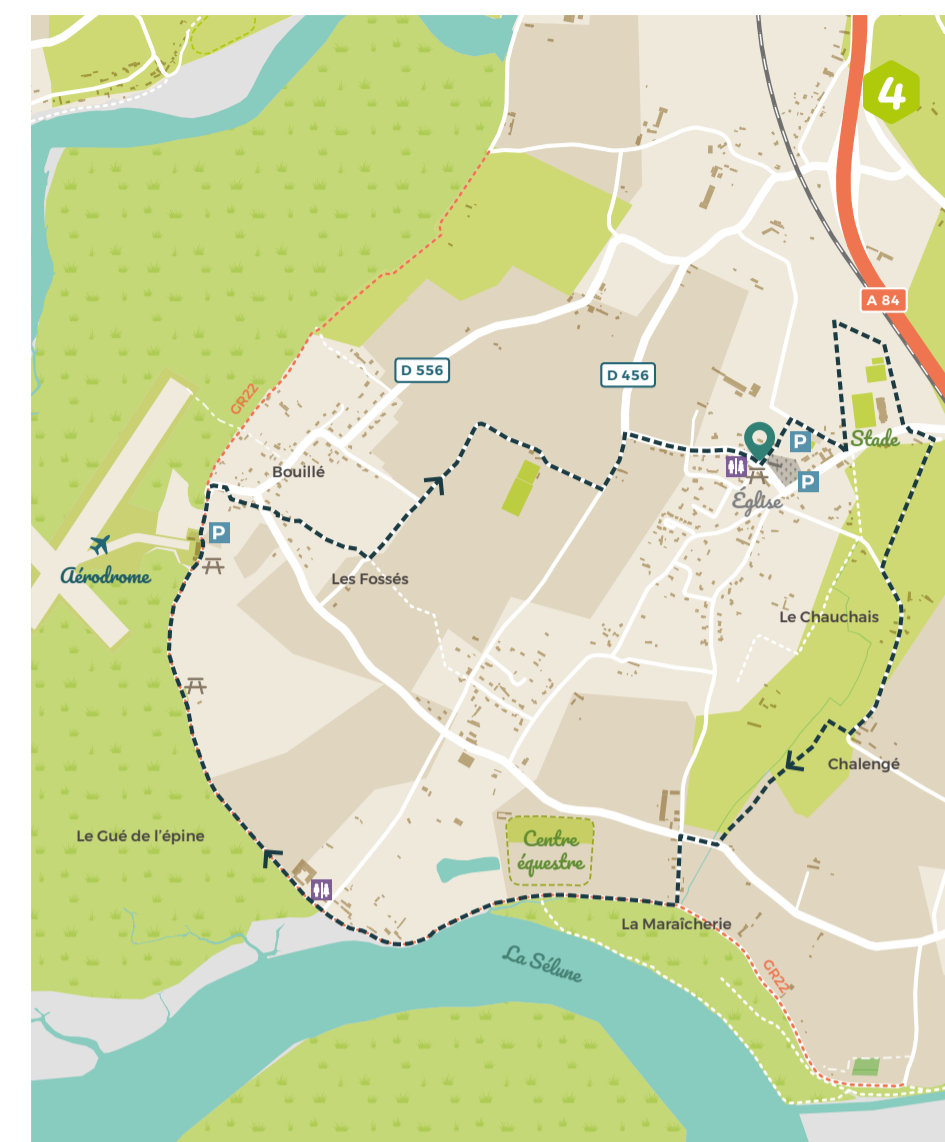 4
A 84
D 556
D 456
GR22
P
Stade
Bouillé
P
Église
P
Les Fossés
Aérodrome
Le Chauchais
Chalengé
Le Gué de l'épine
Centre
équestre
La Maraîcherie
La Sélune
GR22